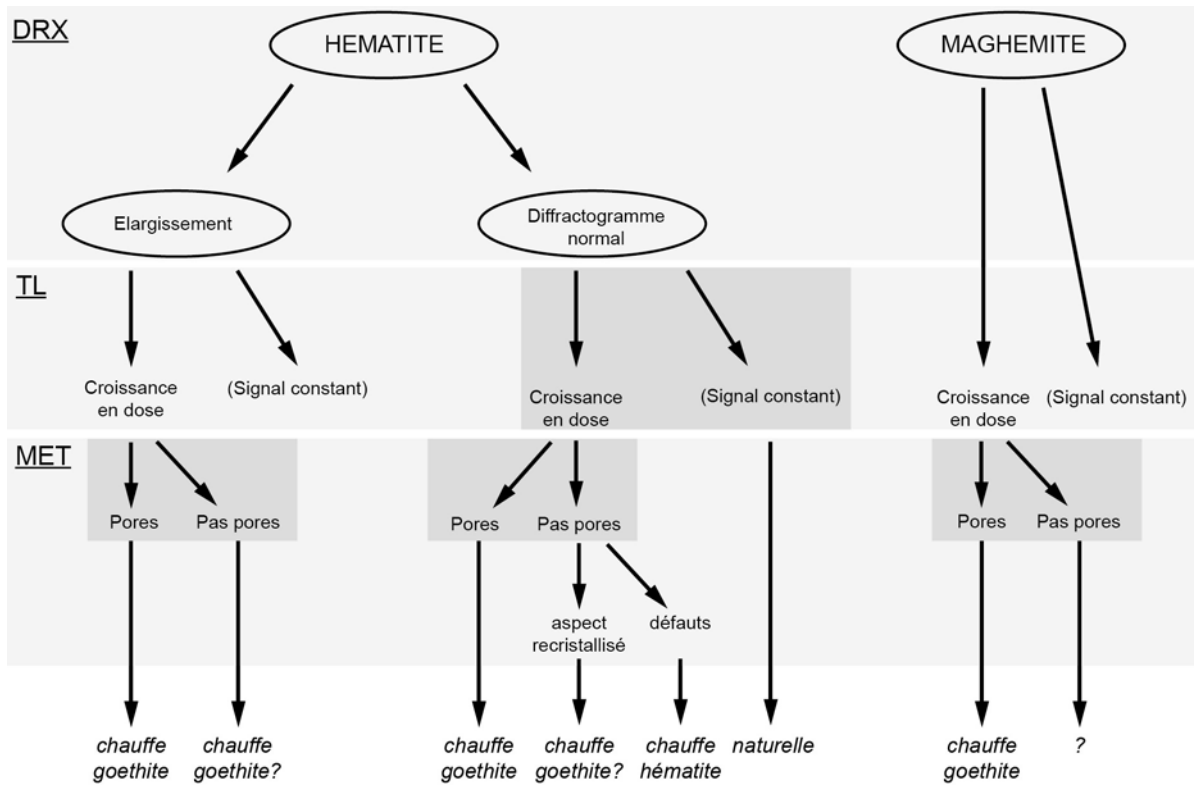 DRX
HEMATITE
MAGHEMITE
Elargissement
Diffractogramme
normal
TL
Croissance
en dose
(Signal constant)
Croissance
en dose
(Signal constant)
Croissance
en dose
(Signal constant)
MET
Pores
Pas pores
Pores
Pas pores
Pores
Pas pores
aspect
recristallisé
défauts
chauffe
goethite
chauffe
goethite?
chauffe
goethite
chauffe
goethite?
chauffe
hématite
naturelle
chauffe
goethite
?